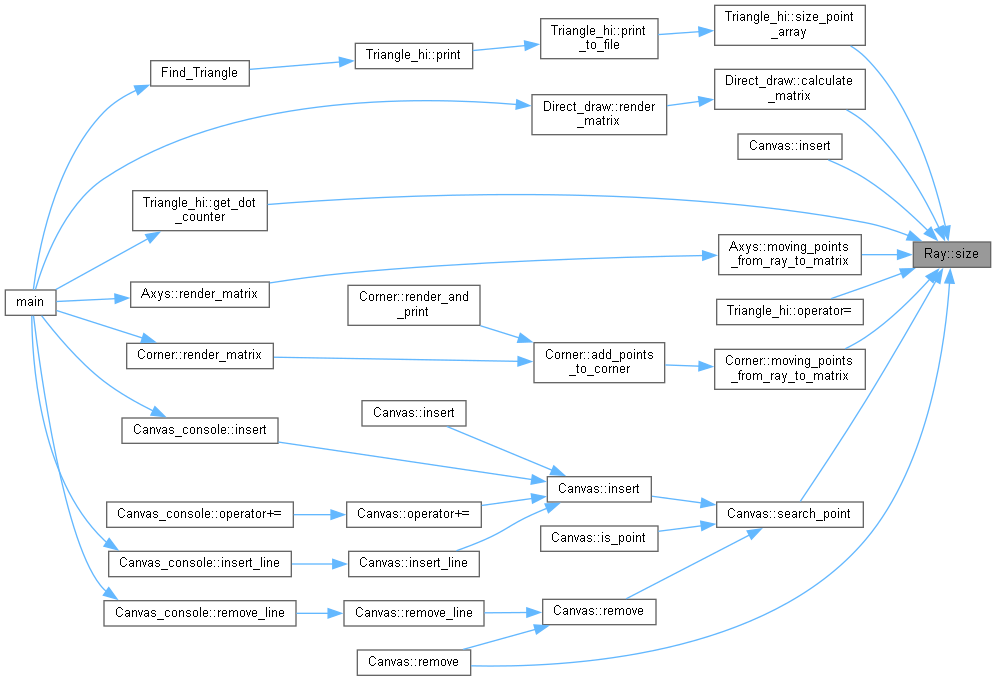 Triangle_hi::size_point
_array
Triangle_hi::print
_to_file
Triangle_hi::print
Find_Triangle
Direct_draw::calculate
_matrix
Direct_draw::render
_matrix
Canvas::insert
Triangle_hi::get_dot
_counter
Axys::moving_points
_from_ray_to_matrix
Ray::size
main
Axys::render_matrix
Corner::render_and
_print
Triangle_hi::operator=
Corner::render_matrix
Corner::add_points
_to_corner
Corner::moving_points
_from_ray_to_matrix
Canvas::insert
Canvas_console::insert
Canvas::insert
Canvas_console::operator+=
Canvas::operator+=
Canvas::search_point
Canvas::is_point
Canvas_console::insert_line
Canvas::insert_line
Canvas_console::remove_line
Canvas::remove_line
Canvas::remove
Canvas::remove